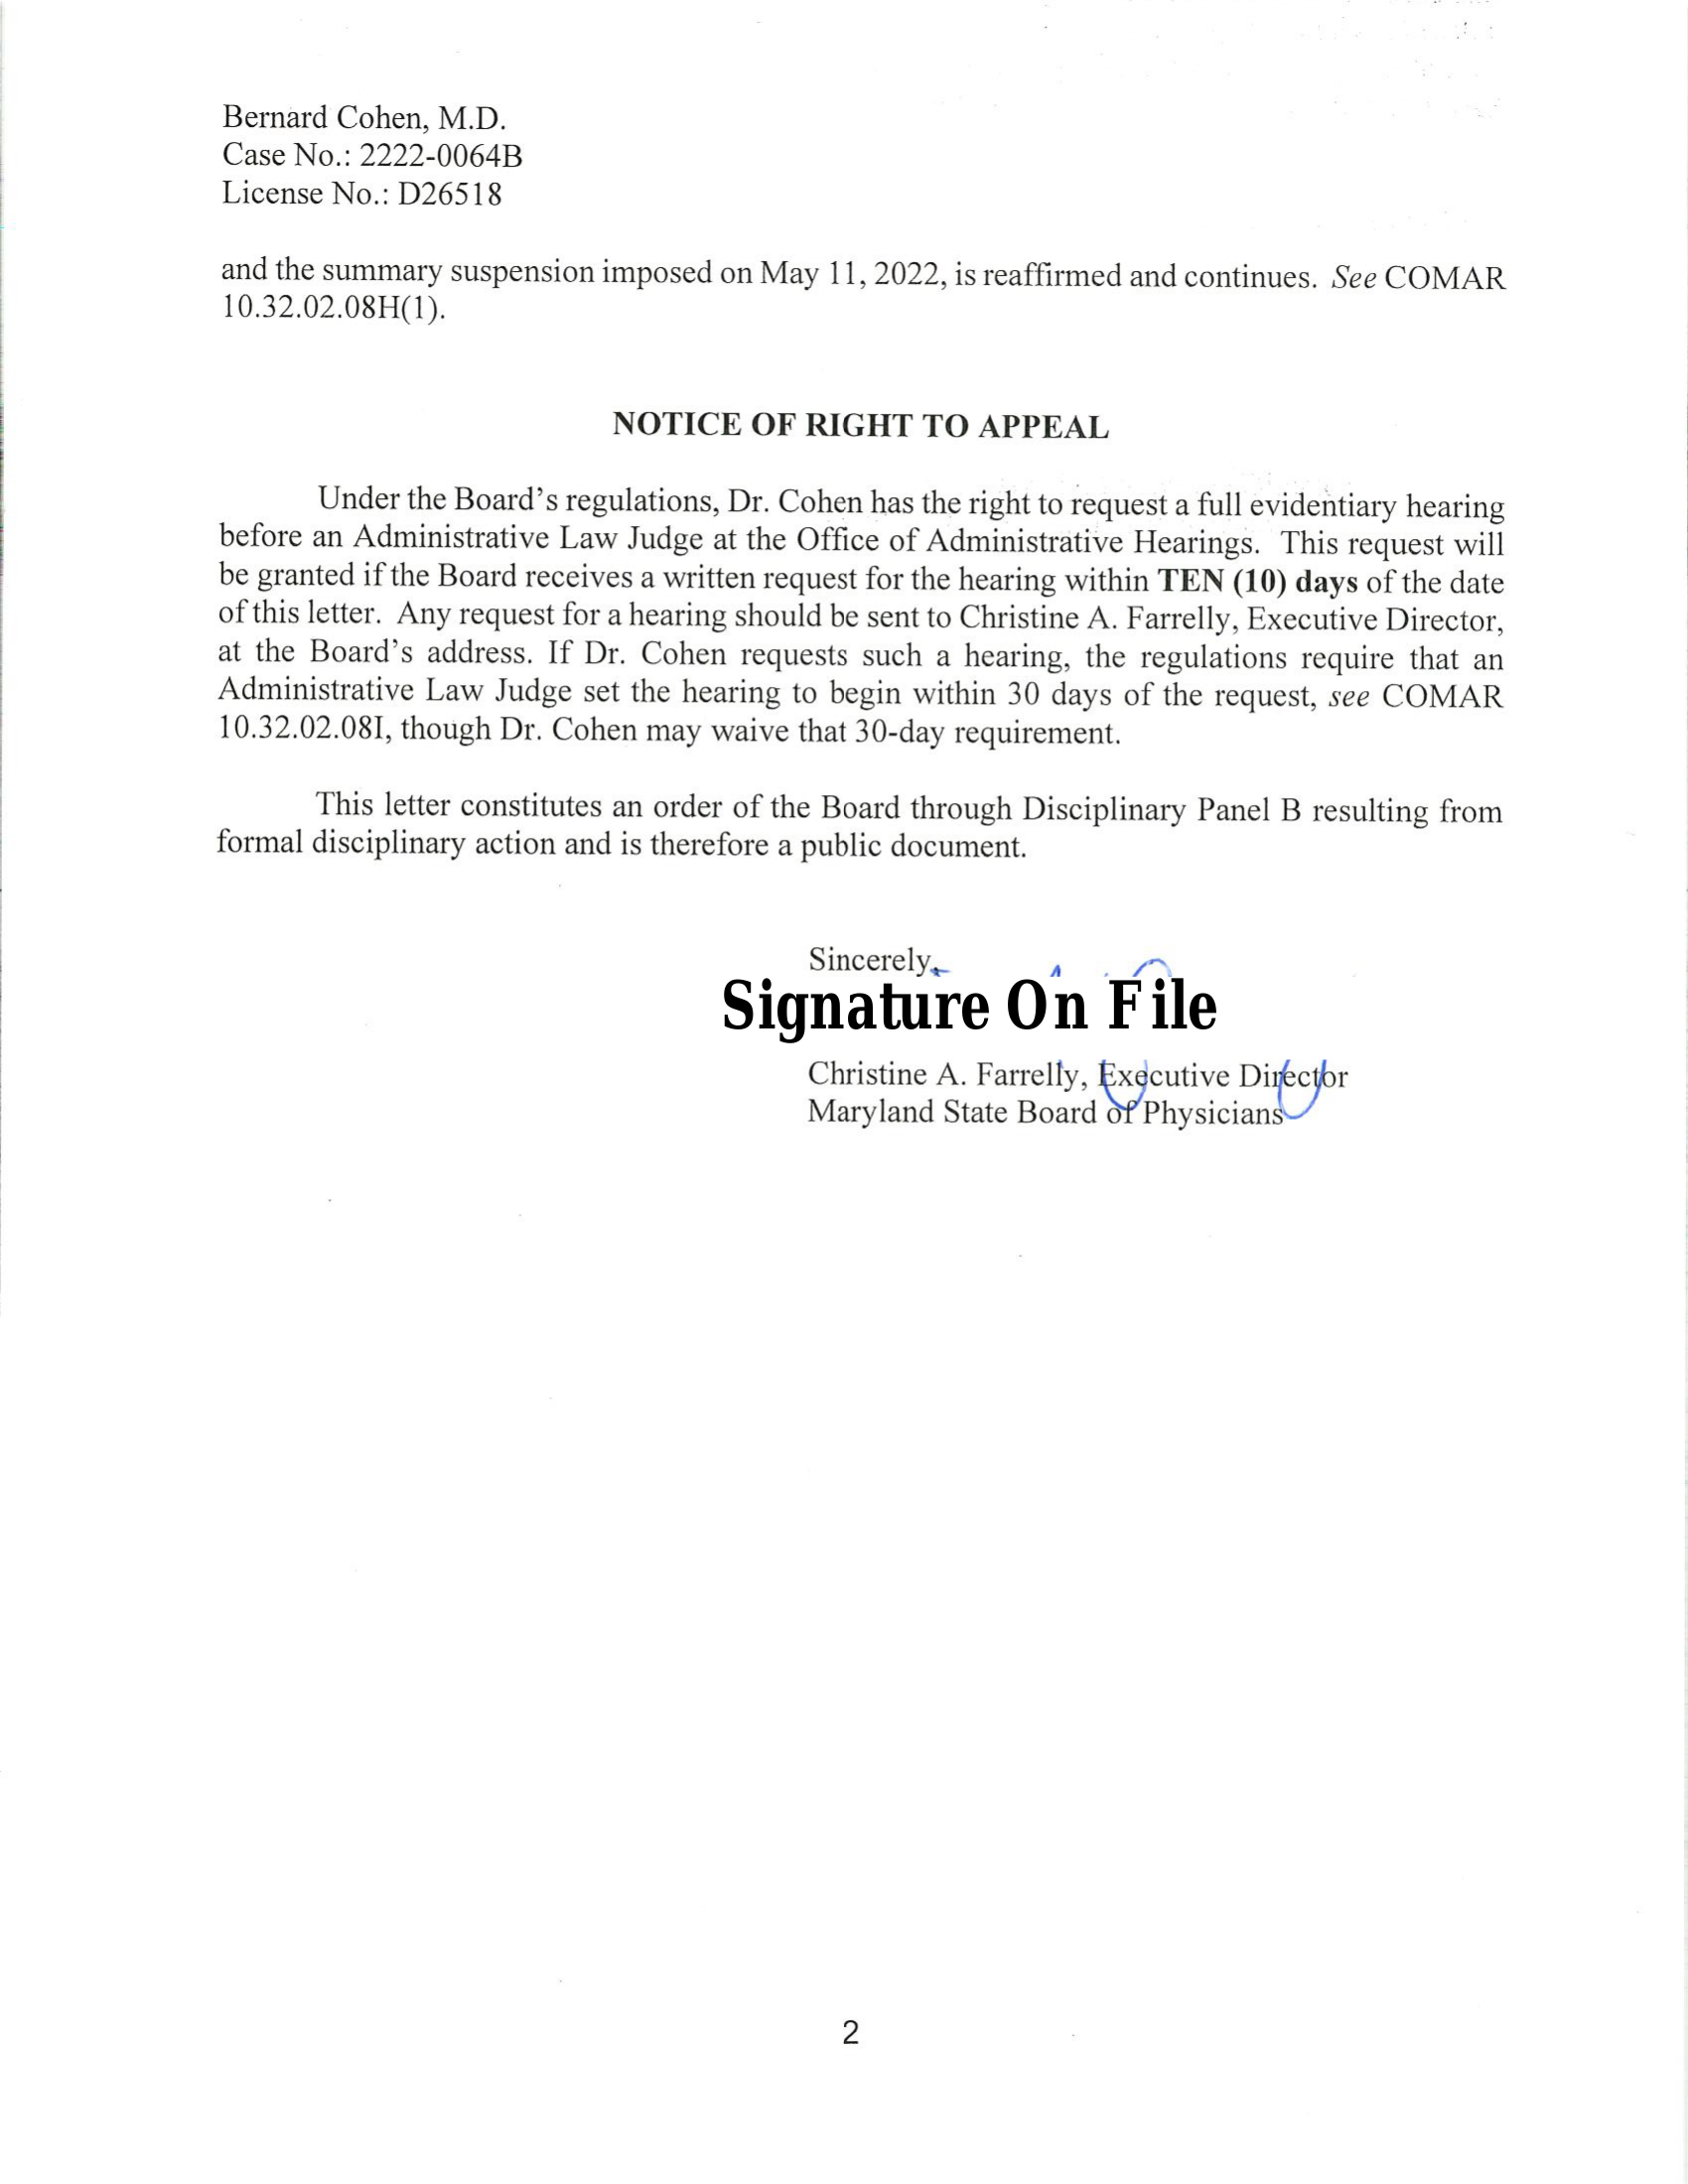 Bernard Cohen, M.D.
Case No.: 2222-0064B
License No.: D26518
and the summary suspension imposed on May 11, 2022, is reaffirmed and continues. See COMAR
10.32.02.08H(1).
NOTICE OF RIGHT TO APPEAL
Under the Board's regulations, Dr. Cohen has the right to request a full evidentiary hearing
before an Administrative Law Judge at the Office of Administrative Hearings. This request will
be granted if the Board receives a written request for the hearing within TEN (10) days of the date
of this letter. Any request for a hearing should be sent to Christine A. Farrelly, Executive Director,
at the Board's address. If Dr. Cohen requests such a hearing, the regulations require that an
Administrative Law Judge set the hearing to begin within 30 days of the request, see COMAR
10.32.02.08I, though Dr. Cohen may waive that 30-day requirement.
This letter constitutes an order of the Board through Disciplinary Panel B resulting from
formal disciplinary action and is therefore a public document.
Sincerely,
Signature On File
Christine A. Farrelly, Executive Director
Maryland State Board of Physicians
2